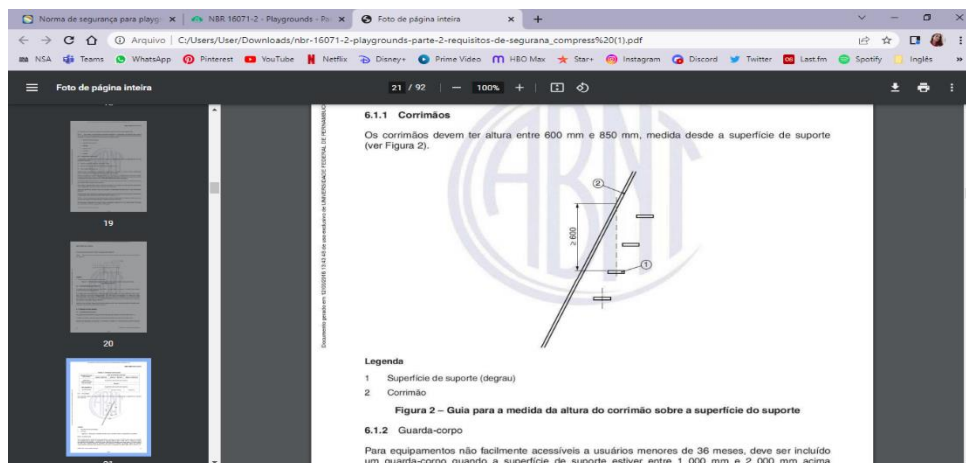 Norma de segurança para playgr
NBR 16071-2 - Playgrounds - Par
Foto de página inteira
Arquivo C:/Users/User/Downloads/nbr-16071-2-playgrounds-parte-2-requisitos-de-segurana_compress%20(1).pdf
NSA Teams WhatsApp Pinterest YouTube Netflix Disney+ Prime Video HBO Max Star+ Instagram Discord Twitter Last.fm Spotify Inglês »
Foto de página inteira 21 / 92 100%
19
20
21
6.1.1 Corrimãos
Os corrimãos devem ter altura entre 600 mm e 850 mm, medida desde a superfície de suporte
(ver Figura 2).
2
≥ 600
1
ABNT
Legenda
1 Superfície de suporte (degrau)
2 Corrimão
Figura 2 – Guia para a medida da altura do corrimão sobre a superfície do suporte
6.1.2 Guarda-corpo
Para equipamentos não facilmente acessíveis a usuários menores de 36 meses, deve ser incluído
um guarda-corpo quando a superfície de suporte estiver entre 1 000 mm e 2 000 mm acima